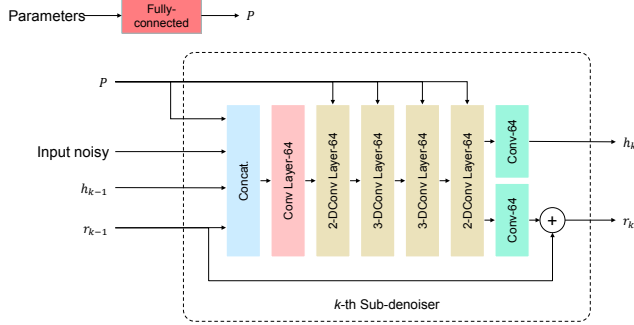 Parameters
Fully-
connected
P
P
Input noisy
h_{k-1}
r_{k-1}
Concat.
Conv Layer-64
2-DConv Layer-64
3-DConv Layer-64
3-DConv Layer-64
2-DConv Layer-64
Conv-64
Conv-64
+
h_k
r_k
k-th Sub-denoiser